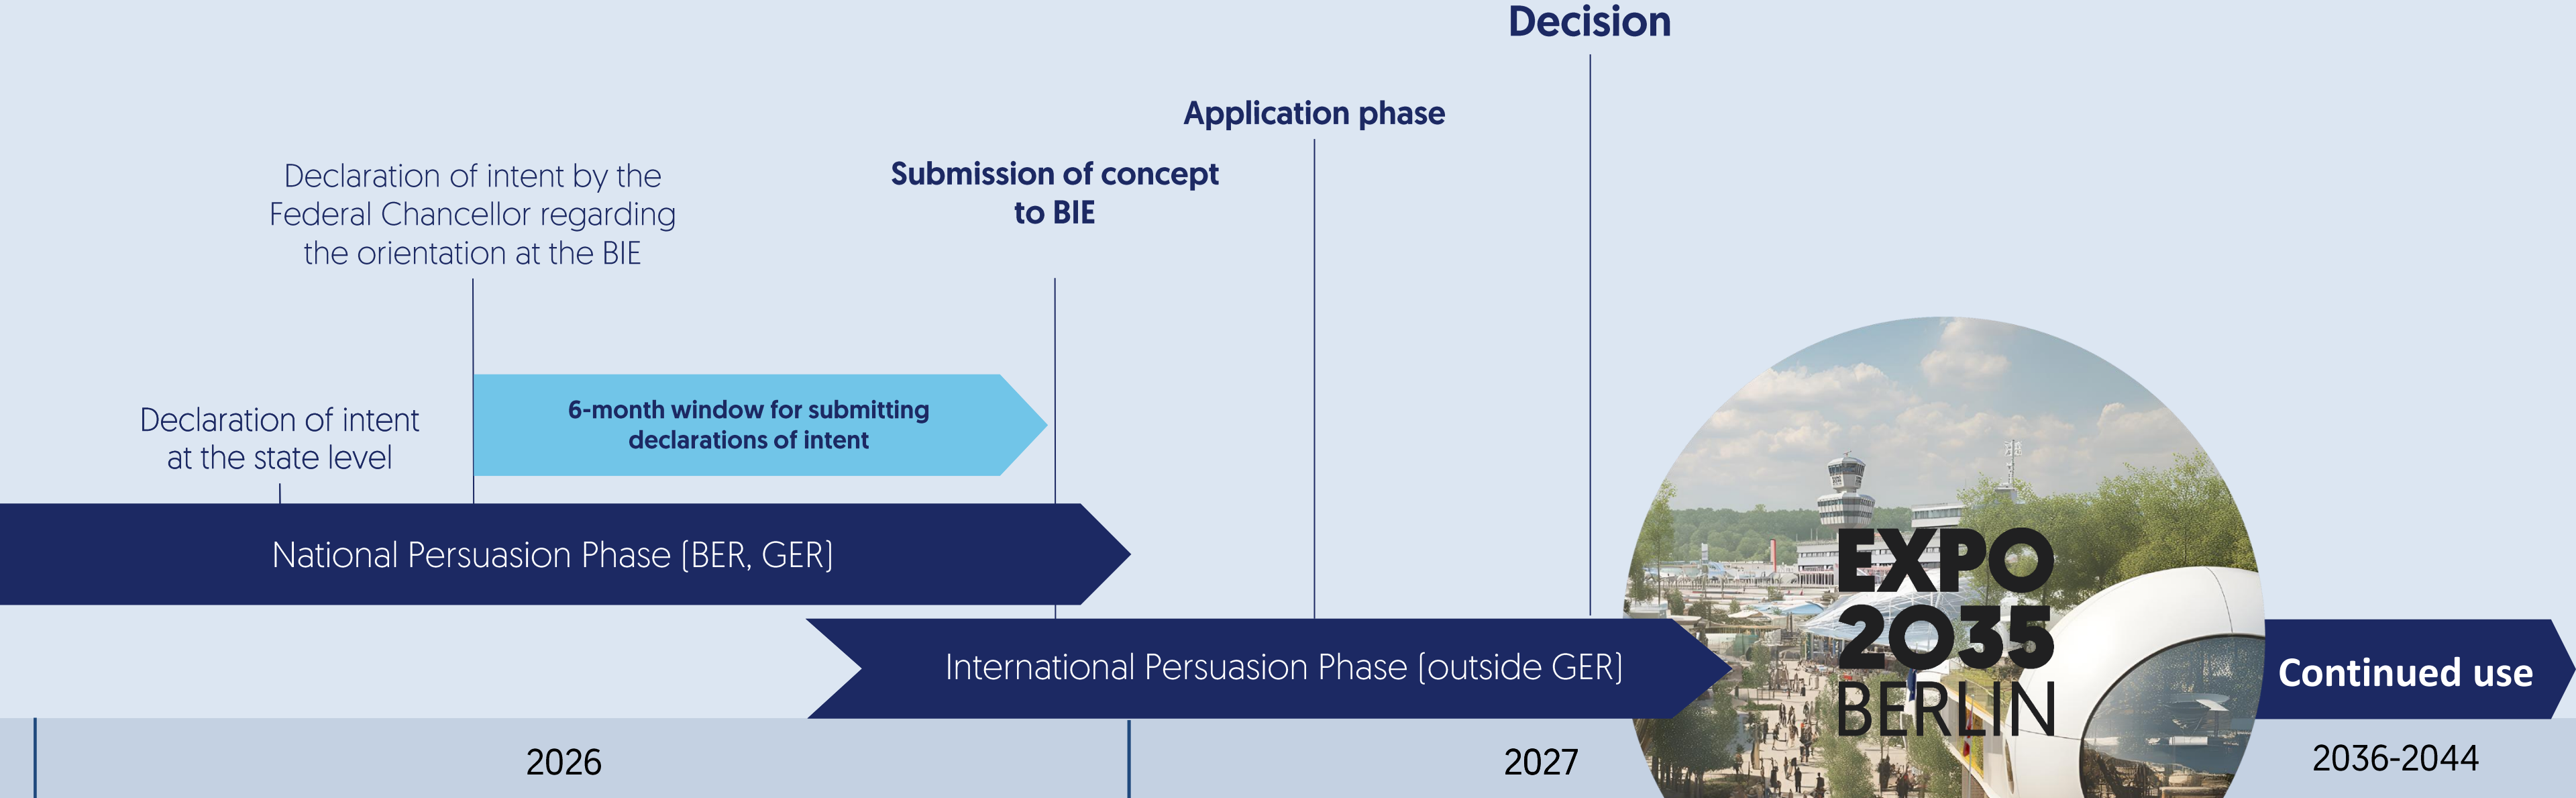 Decision
Application phase
Submission of concept
to BIE
Declaration of intent by the
Federal Chancellor regarding
the orientation at the BIE
6-month window for submitting
declarations of intent
Declaration of intent
at the state level
National Persuasion Phase (BER, GER)
International Persuasion Phase (outside GER)
EXPO
2035
BERLIN
Continued use
2026
2027
2036-2044